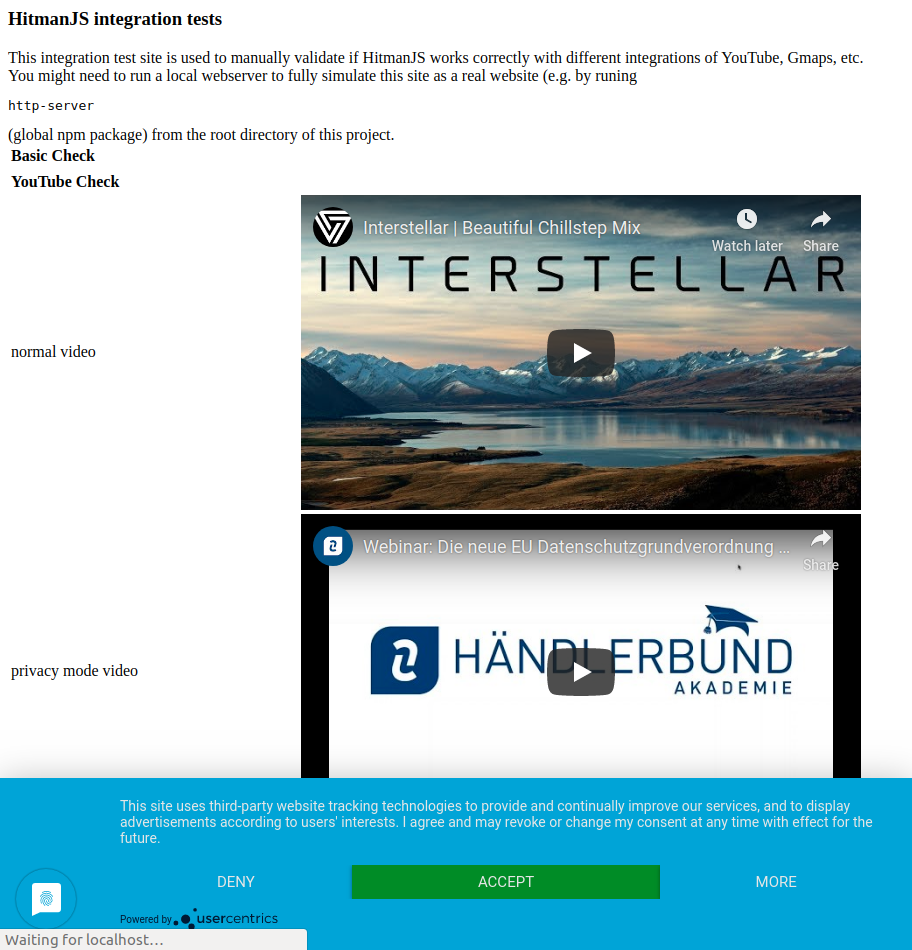 HitmanJS integration tests
This integration test site is used to manually validate if HitmanJS works correctly with different integrations of YouTube, Gmaps, etc.
You might need to run a local webserver to fully simulate this site as a real website (e.g. by runing
http-server
(global npm package) from the root directory of this project.
Basic Check
YouTube Check
Interstellar | Beautiful Chillstep Mix
Watch later
Share
INTERSTELLAR
normal video
Webinar: Die neue EU Datenschutzgrundverordnung ...
Share
HÄNDLERBUND
AKADEMIE
privacy mode video
This site uses third-party website tracking technologies to provide and continually improve our services, and to display
advertisements according to users' interests. I agree and may revoke or change my consent at any time with effect for the
future.
DENY
ACCEPT
MORE
Powered by usercentrics
Waiting for localhost…